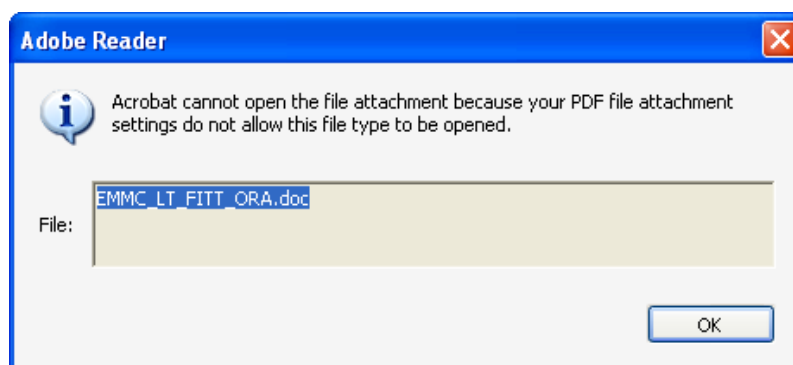 Adobe Reader
Acrobat cannot open the file attachment because your PDF file attachment
settings do not allow this file type to be opened.
EMMC_LT_FITT_ORA.doc
File:
OK